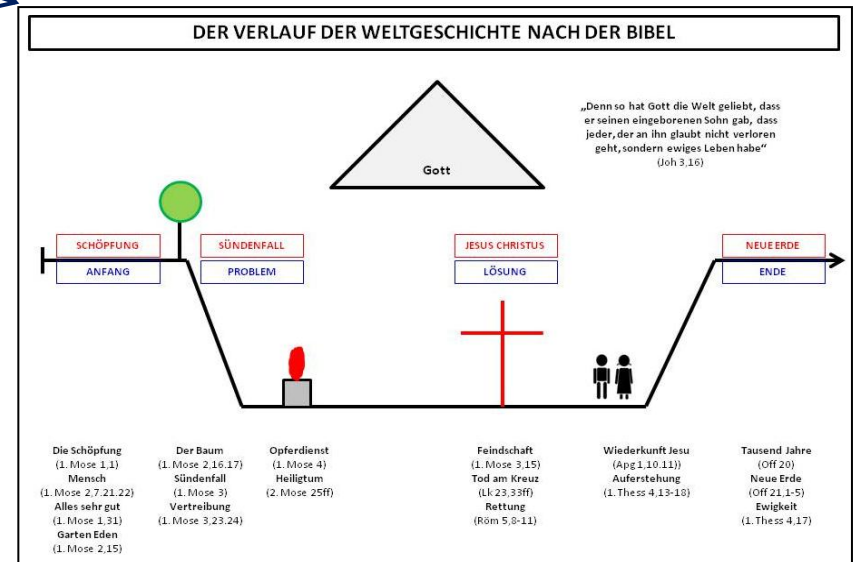 DER VERLAUF DER WELTGESCHICHTE NACH DER BIBEL
„Denn so hat Gott die Welt geliebt, dass
er seinen eingeborenen Sohn gab, dass
jeder, der an ihn glaubt nicht verloren
geht, sondern ewiges Leben habe“
(Joh 3,16)
Gott
SCHÖPFUNG
ANFANG
SÜNDENFALL
PROBLEM
JESUS CHRISTUS
LÖSUNG
NEUE ERDE
ENDE
Die Schöpfung
(1. Mose 1,1)
Mensch
(1. Mose 2,7.21.22)
Alles sehr gut
(1. Mose 1,31)
Garten Eden
(1. Mose 2,15)
Der Baum
(1. Mose 2,16.17)
Sündenfall
(1. Mose 3)
Vertreibung
(1. Mose 3,23.24)
Opferdienst
(1. Mose 4)
Heiligtum
(2. Mose 25ff)
Feindschaft
(1. Mose 3,15)
Tod am Kreuz
(Lk 23,33ff)
Rettung
(Röm 5,8-11)
Wiederkunft Jesu
(Apg 1,10.11))
Auferstehung
(1. Thess 4,13-18)
Tausend Jahre
(Off 20)
Neue Erde
(Off 21,1-5)
Ewigkeit
(1. Thess 4,17)